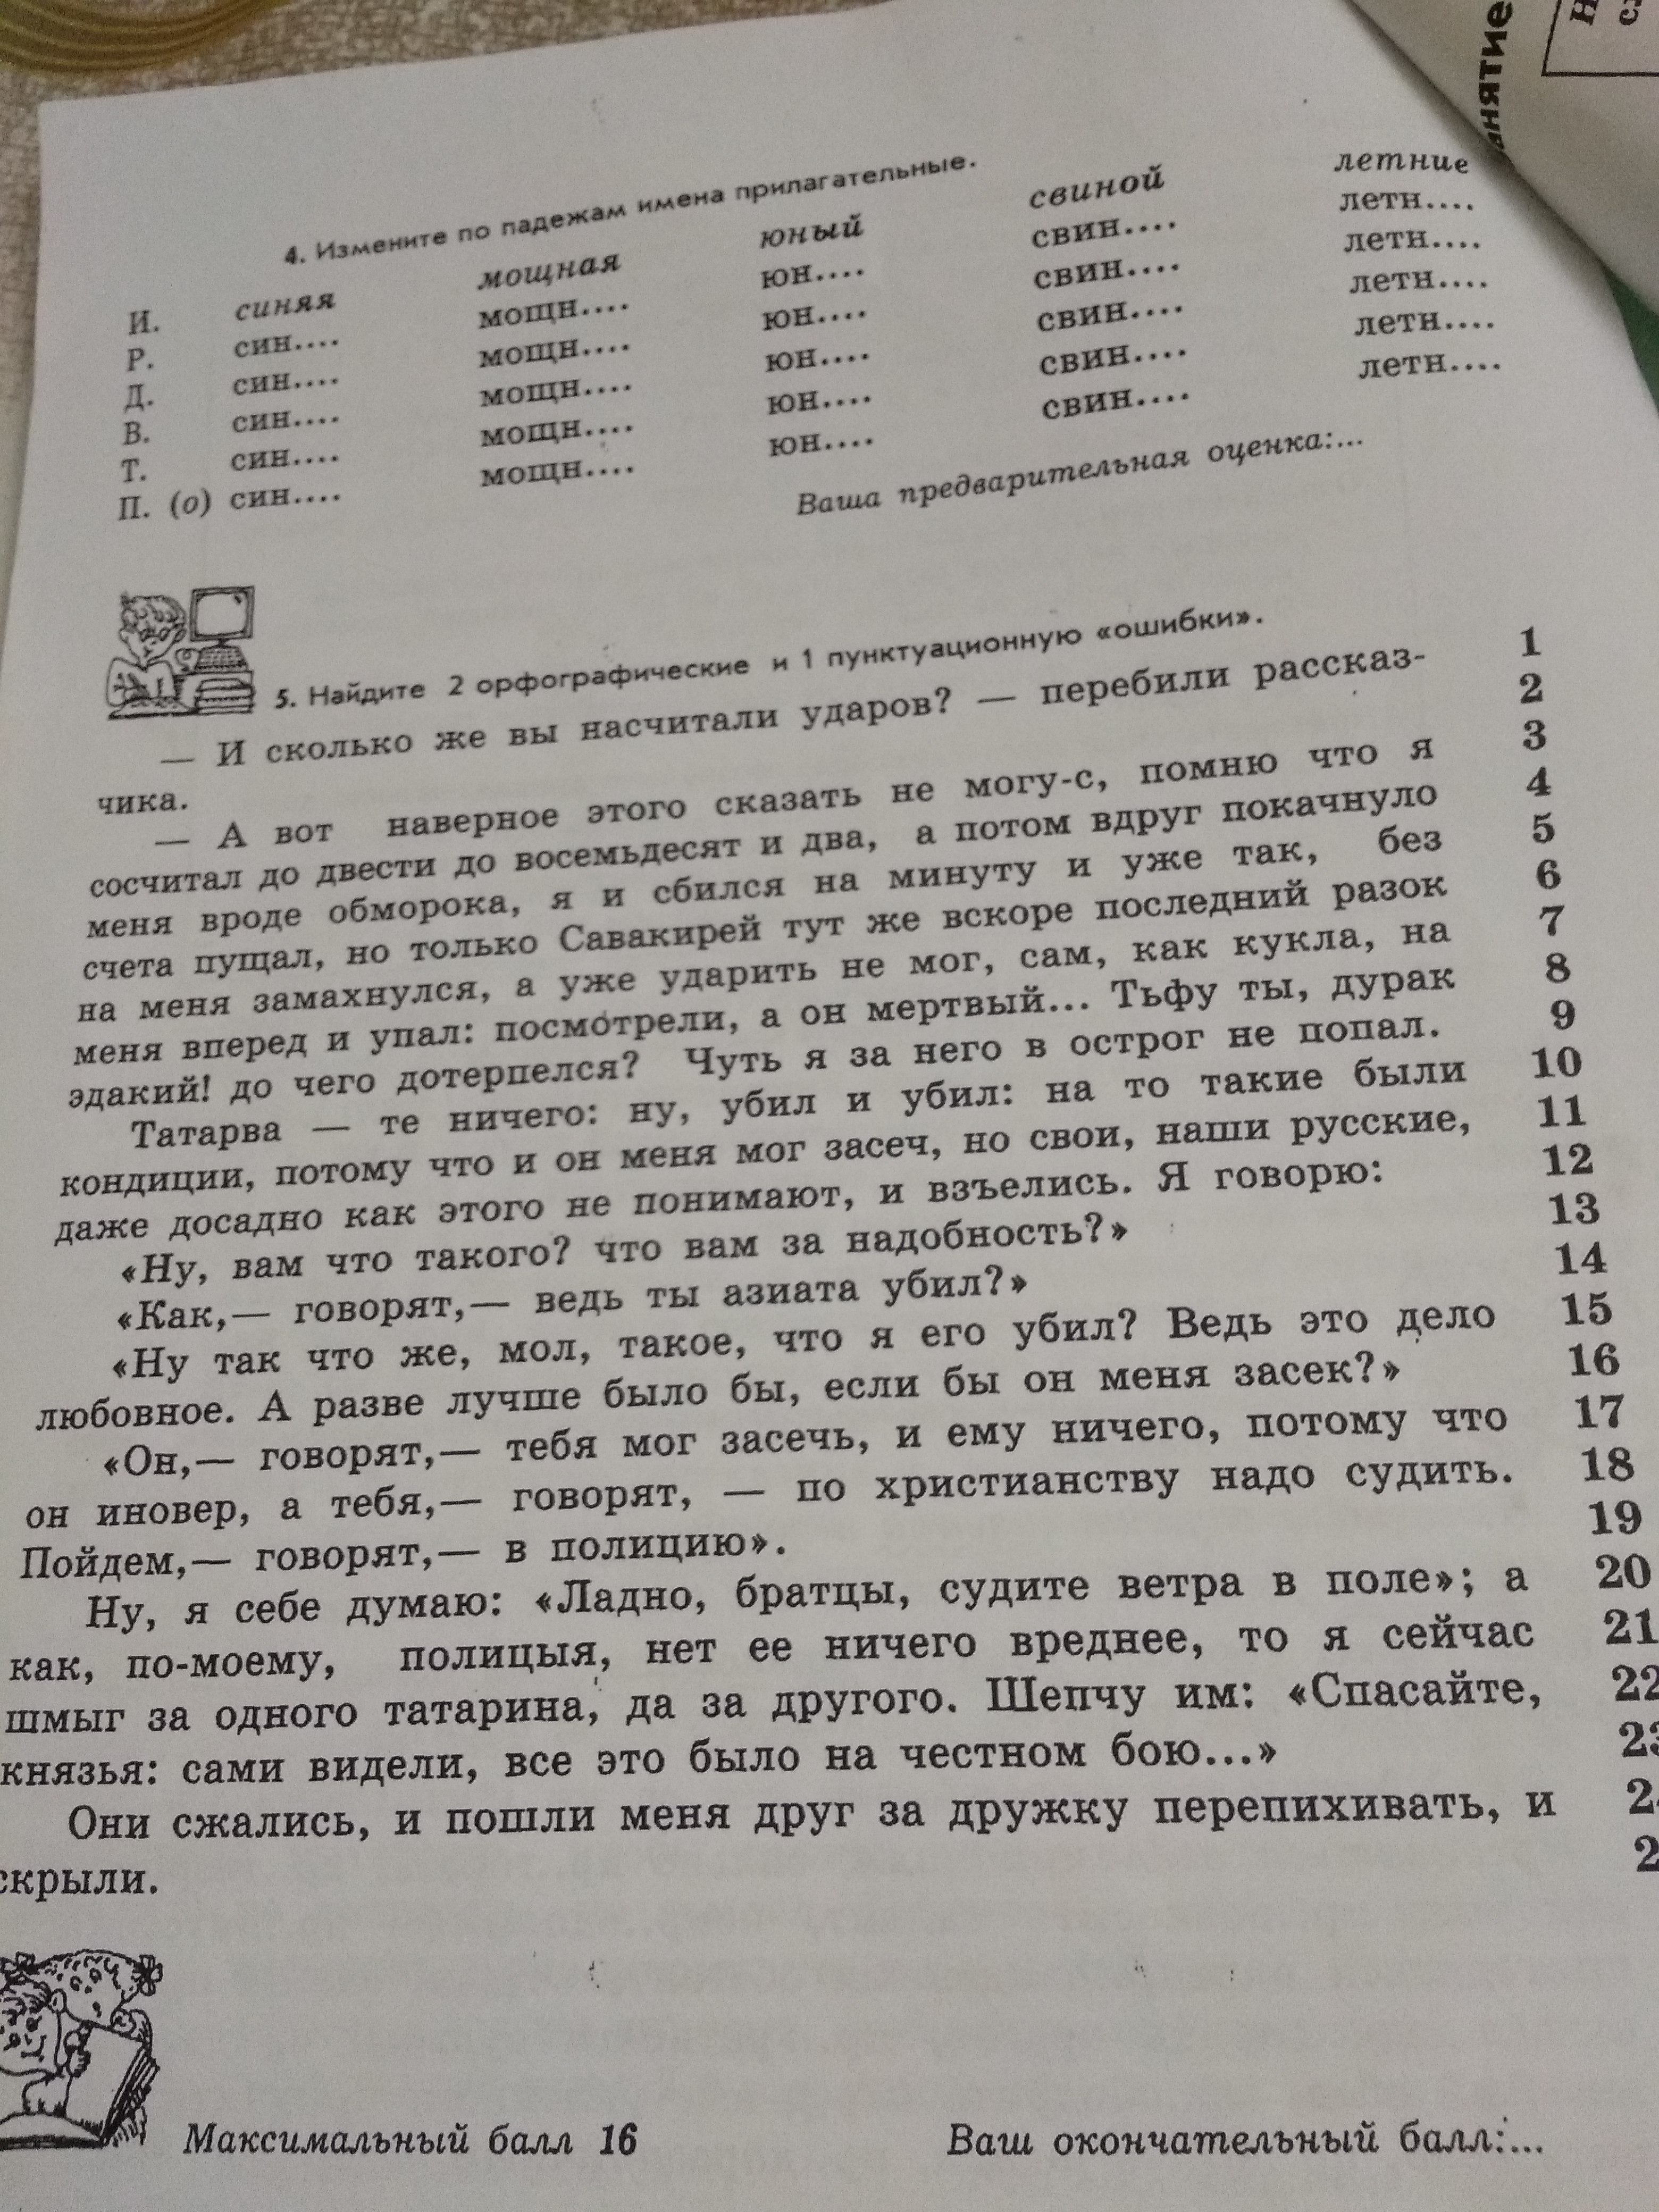 нятие
Н
4. Измените по падежам имена прилагательные.
И. синяя мощная юный свиной летние
Р. син.... мощн.... юн.... свин.... летн....
Д. син.... мощн.... юн.... свин.... летн....
В. син.... мощн.... юн.... свин.... летн....
Т. син.... мощн.... юн.... свин.... летн....
П. (о) син.... мощн.... юн.... свин.... летн....
Ваша предварительная оценка:...
5. Найдите 2 орфографические и 1 пунктуационную «ошибки».
— И сколько же вы насчитали ударов? — перебили рассказ- 1
чика. 2
— А вот наверное этого сказать не могу-с, помню что я 3
сосчитал до двести до восемьдесят и два, а потом вдруг покачнуло 4
меня вроде обморока, я и сбился на минуту и уже так, без 5
счета пущал, но только Савакирей тут же вскоре последний разок 6
на меня замахнулся, а уже ударить не мог, сам, как кукла, на 7
меня вперед и упал: посмотрели, а он мертвый... Тьфу ты, дурак 8
эдакий! до чего дотерпелся? Чуть я за него в острог не попал. 9
Татарва — те ничего: ну, убил и убил: на то такие были 10
кондиции, потому что и он меня мог засеч, но свои, наши русские, 11
даже досадно как этого не понимают, и взъелись. Я говорю: 12
«Ну, вам что такого? что вам за надобность?» 13
«Как,— говорят,— ведь ты азиата убил?» 14
«Ну так что же, мол, такое, что я его убил? Ведь это дело 15
любовное. А разве лучше было бы, если бы он меня засек?» 16
«Он,— говорят,— тебя мог засечь, и ему ничего, потому что 17
он иновер, а тебя,— говорят, — по христианству надо судить. 18
Пойдем,— говорят,— в полицию». 19
Ну, я себе думаю: «Ладно, братцы, судите ветра в поле»; а 20
как, по-моему, полицыя, нет ее ничего вреднее, то я сейчас 21
шмыг за одного татарина, да за другого. Шепчу им: «Спасайте, 22
князья: сами видели, все это было на честном бою...» 23
Они сжались, и пошли меня друг за дружку перепихивать, и 24
скрыли. 2
Максимальный балл 16 Ваш окончательный балл:...